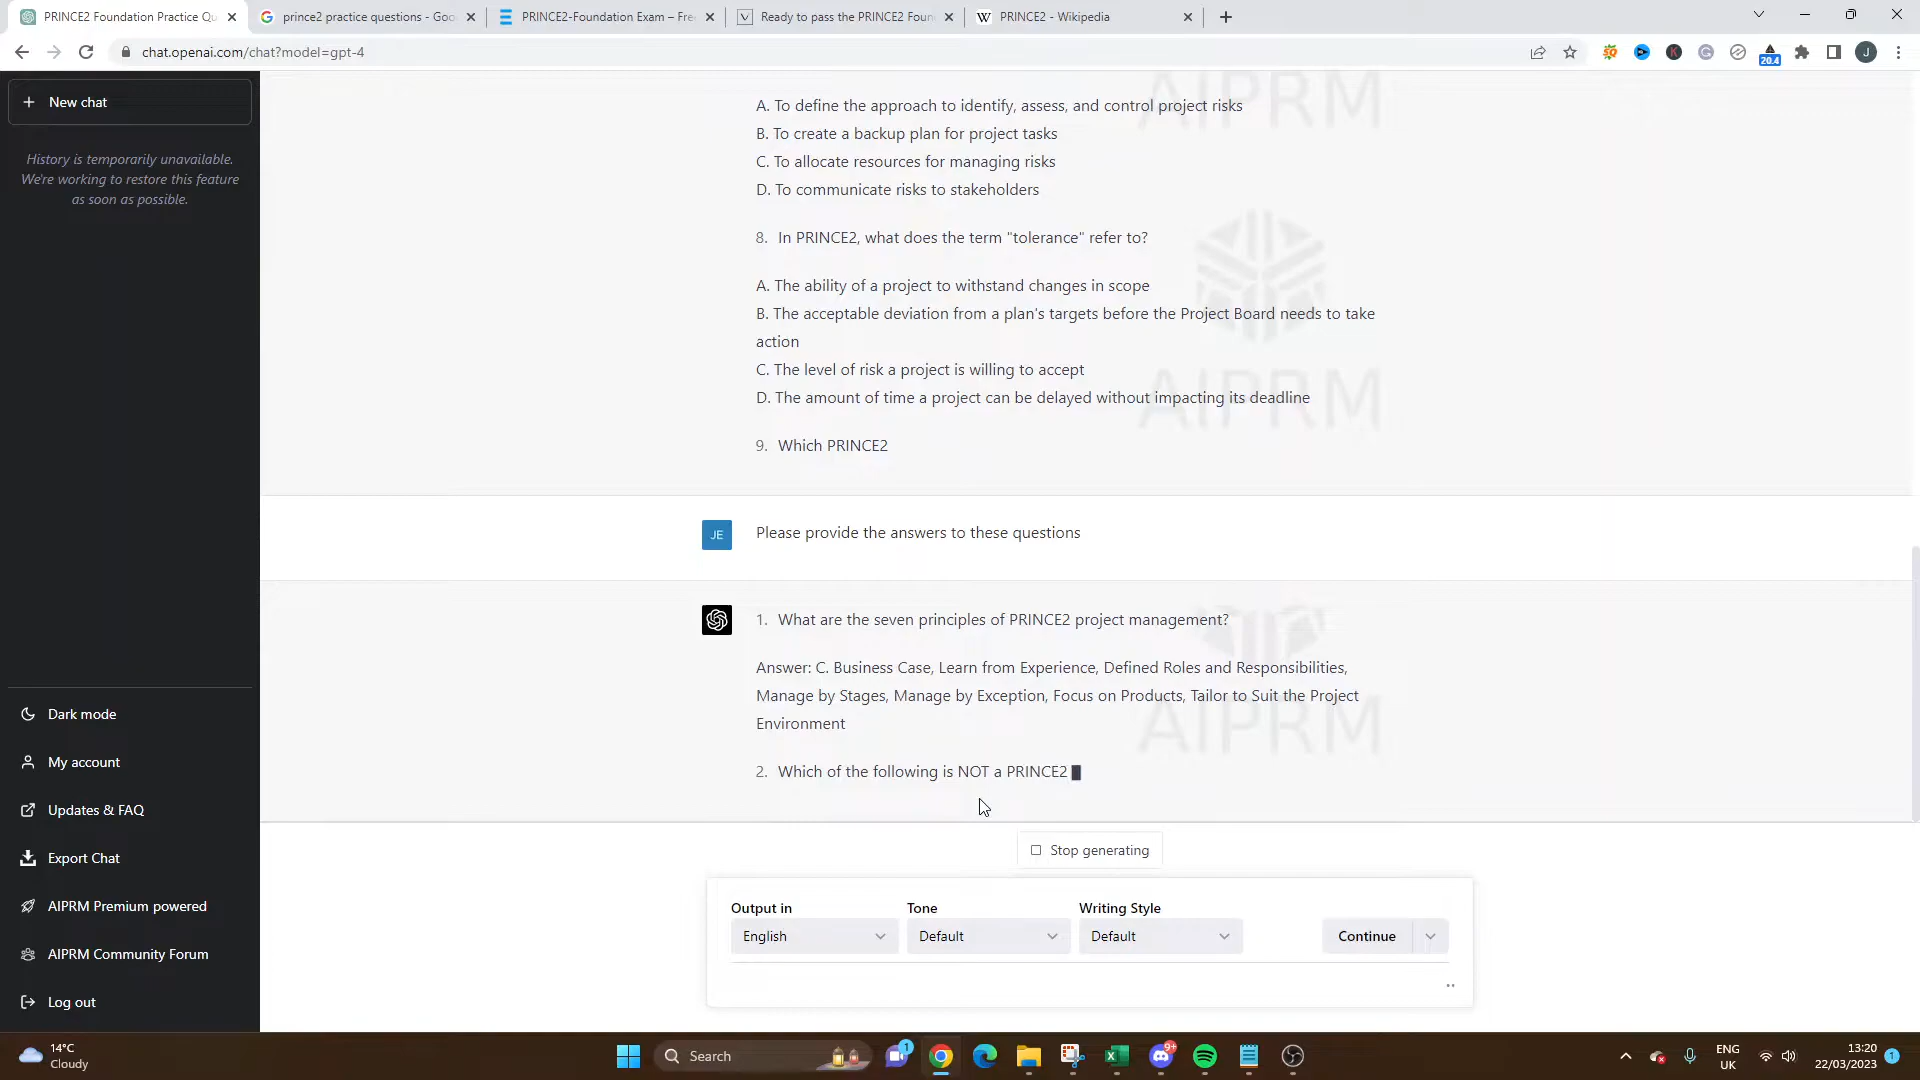 PRINCE2 Foundation Practice Qu
prince2 practice questions - Goo
PRINCE2-Foundation Exam – Fre
Ready to pass the PRINCE2 Foun
PRINCE2 - Wikipedia
chat.openai.com/chat?model=gpt-4
20.4
J
New chat
History is temporarily unavailable.
We're working to restore this feature
as soon as possible.
AIPRM
A. To define the approach to identify, assess, and control project risks
B. To create a backup plan for project tasks
C. To allocate resources for managing risks
D. To communicate risks to stakeholders
8. In PRINCE2, what does the term "tolerance" refer to?
A. The ability of a project to withstand changes in scope
B. The acceptable deviation from a plan's targets before the Project Board needs to take
action
C. The level of risk a project is willing to accept
AIPRM
D. The amount of time a project can be delayed without impacting its deadline
9. Which PRINCE2
JE
Please provide the answers to these questions
1. What are the seven principles of PRINCE2 project management?
Answer: C. Business Case, Learn from Experience, Defined Roles and Responsibilities,
Manage by Stages, Manage by Exception, Focus on Products, Tailor to Suit the Project
Environment
AIPRM
2. Which of the following is NOT a PRINCE2
Dark mode
My account
Updates & FAQ
Export Chat
AIPRM Premium powered
AIPRM Community Forum
Log out
Stop generating
Output in
Tone
Writing Style
English
Default
Default
Continue
14°C
Cloudy
Search
1
9+
ENG
UK
13:20
22/03/2023
1